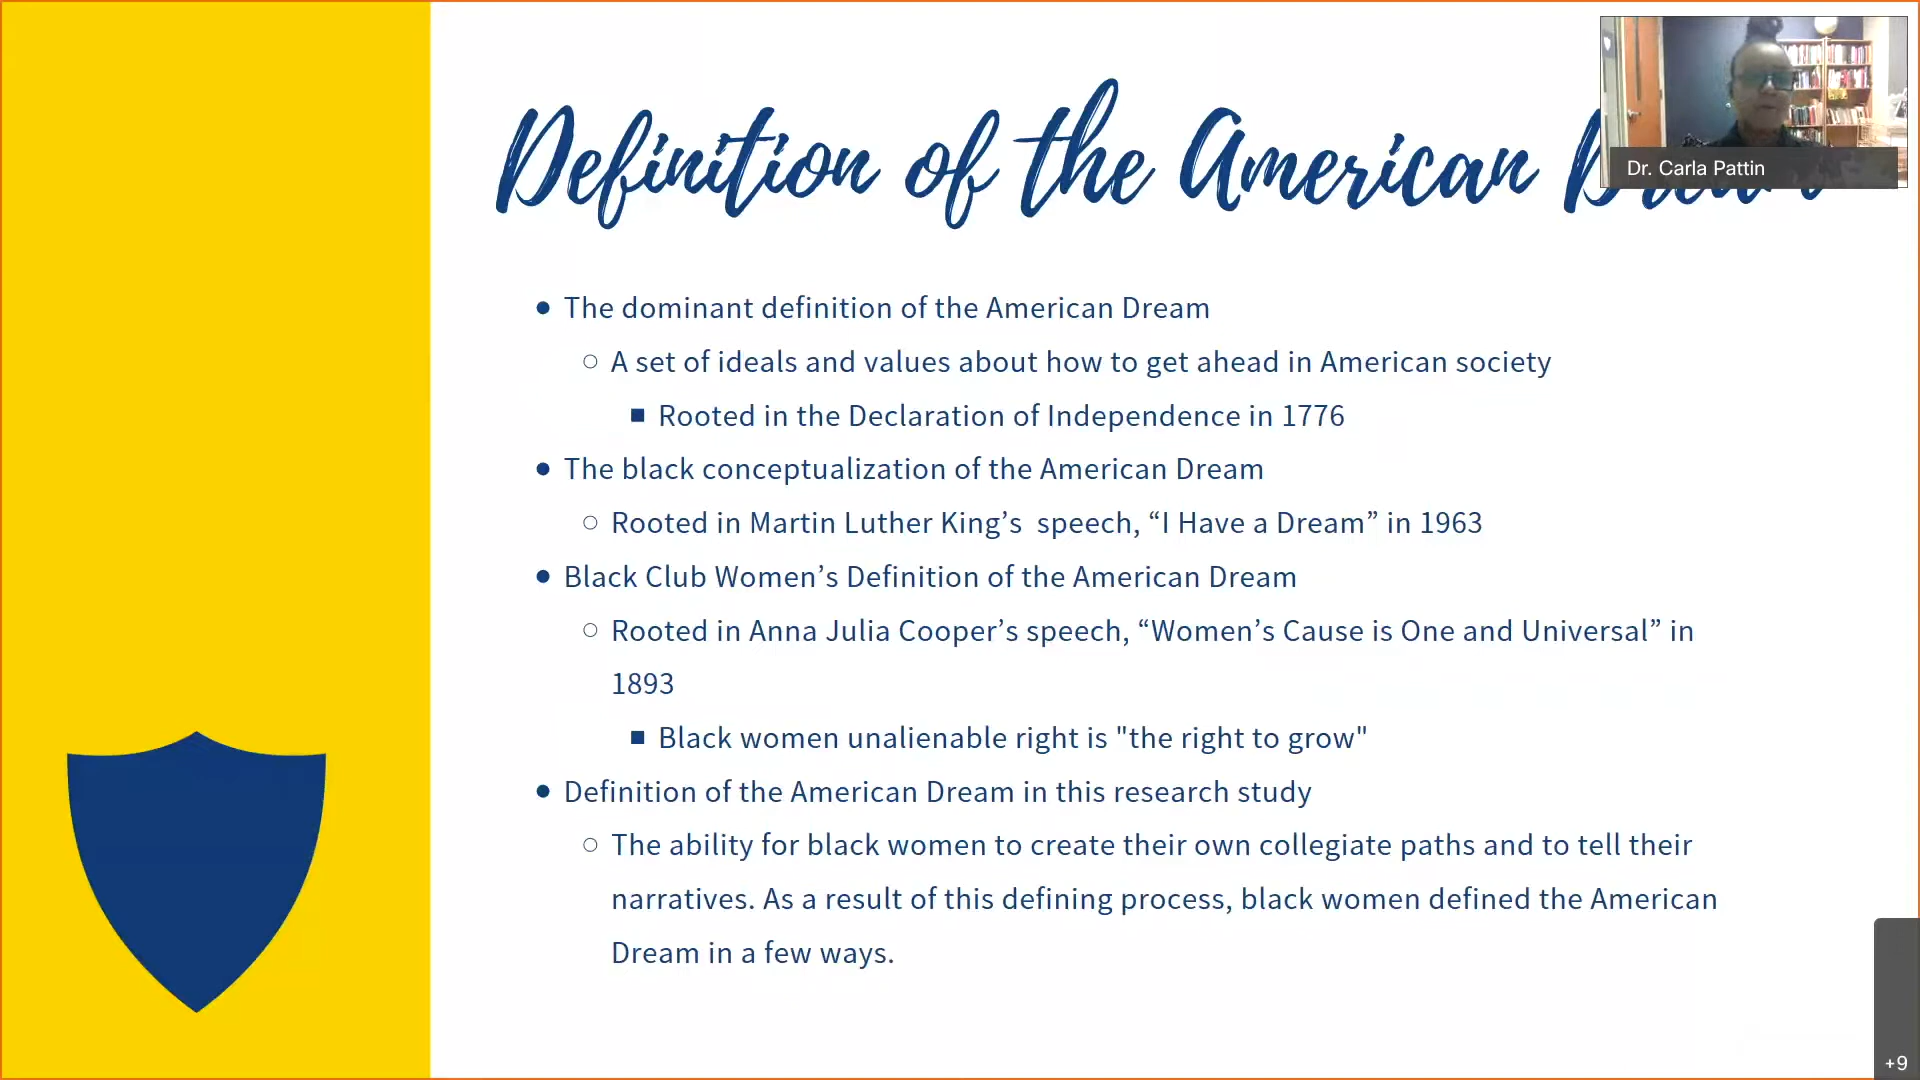 Definition of the American Dream
Dr. Carla Pattin
The dominant definition of the American Dream
A set of ideals and values about how to get ahead in American society
Rooted in the Declaration of Independence in 1776
The black conceptualization of the American Dream
Rooted in Martin Luther King’s  speech, “I Have a Dream” in 1963
Black Club Women’s Definition of the American Dream
Rooted in Anna Julia Cooper’s speech, “Women’s Cause is One and Universal” in
1893
Black women unalienable right is "the right to grow"
Definition of the American Dream in this research study
The ability for black women to create their own collegiate paths and to tell their
narratives. As a result of this defining process, black women defined the American
Dream in a few ways.
+9